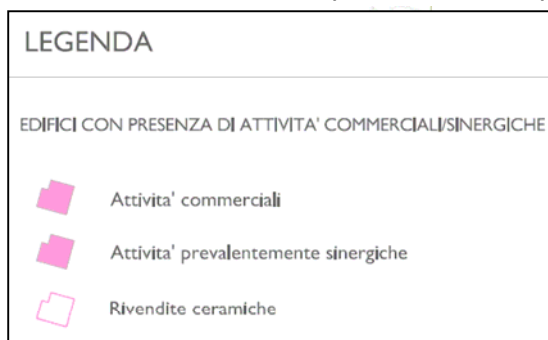 LEGENDA
EDIFICI CON PRESENZA DI ATTIVITA' COMMERCIALI/SINERGICHE
Attivita' commerciali
Attivita' prevalentemente sinergiche
Rivendite ceramiche